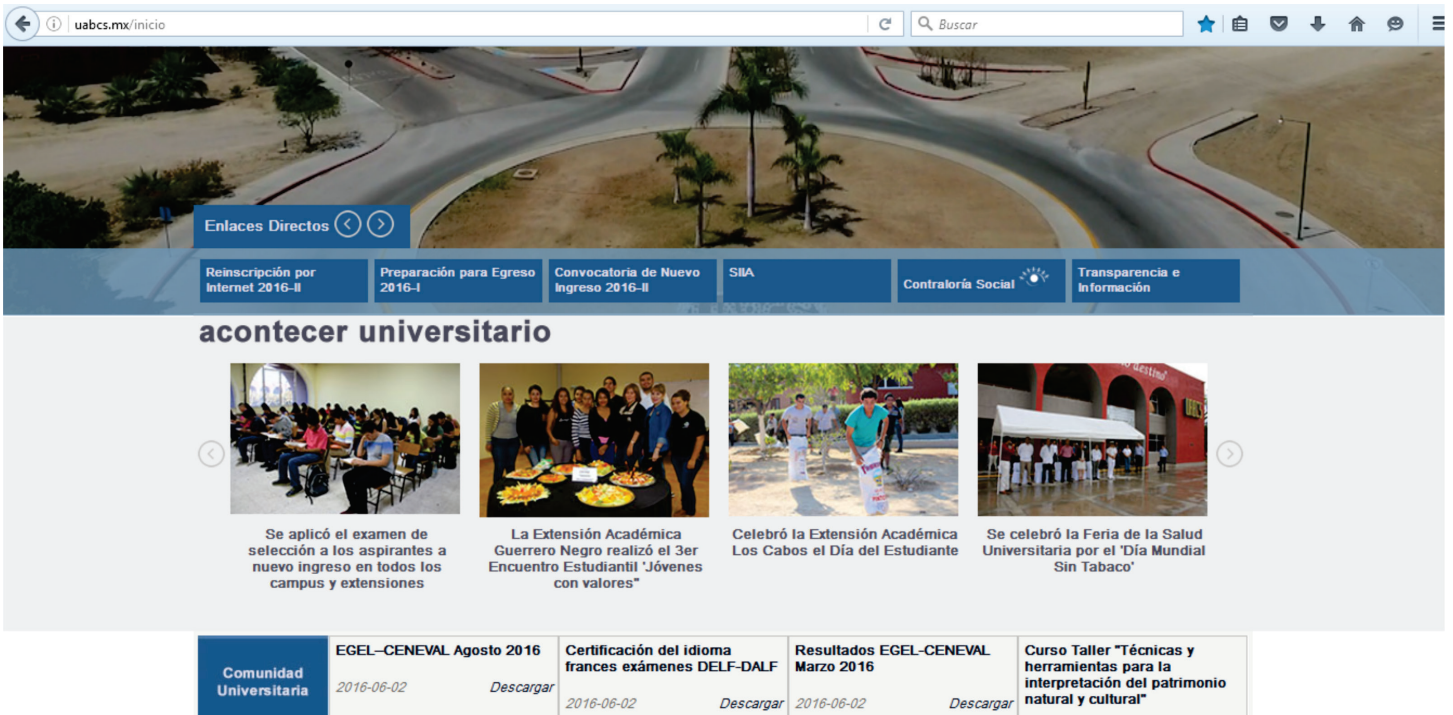 uabcs.mx/inicio
Buscar
Enlaces Directos
Reinscripción por
Internet 2016-II
Preparación para Egreso
2016-I
Convocatoria de Nuevo
Ingreso 2016-II
SIIA
Contraloría Social
Transparencia e
Información
acontecer universitario
destino"
Se aplicó el examen de
selección a los aspirantes a
nuevo ingreso en todos los
campus y extensiones
La Extensión Académica
Guerrero Negro realizó el 3er
Encuentro Estudiantil 'Jóvenes
con valores"
Celebró la Extensión Académica
Los Cabos el Día del Estudiante
Se celebró la Feria de la Salud
Universitaria por el 'Día Mundial
Sin Tabaco'
Comunidad
Universitaria
EGEL-CENEVAL Agosto 2016
2016-06-02 Descargar
Certificación del idioma
frances exámenes DELF-DALF
2016-06-02 Descargar
Resultados EGEL-CENEVAL
Marzo 2016
2016-06-02 Descargar
Curso Taller "Técnicas y
herramientas para la
interpretación del patrimonio
natural y cultural"